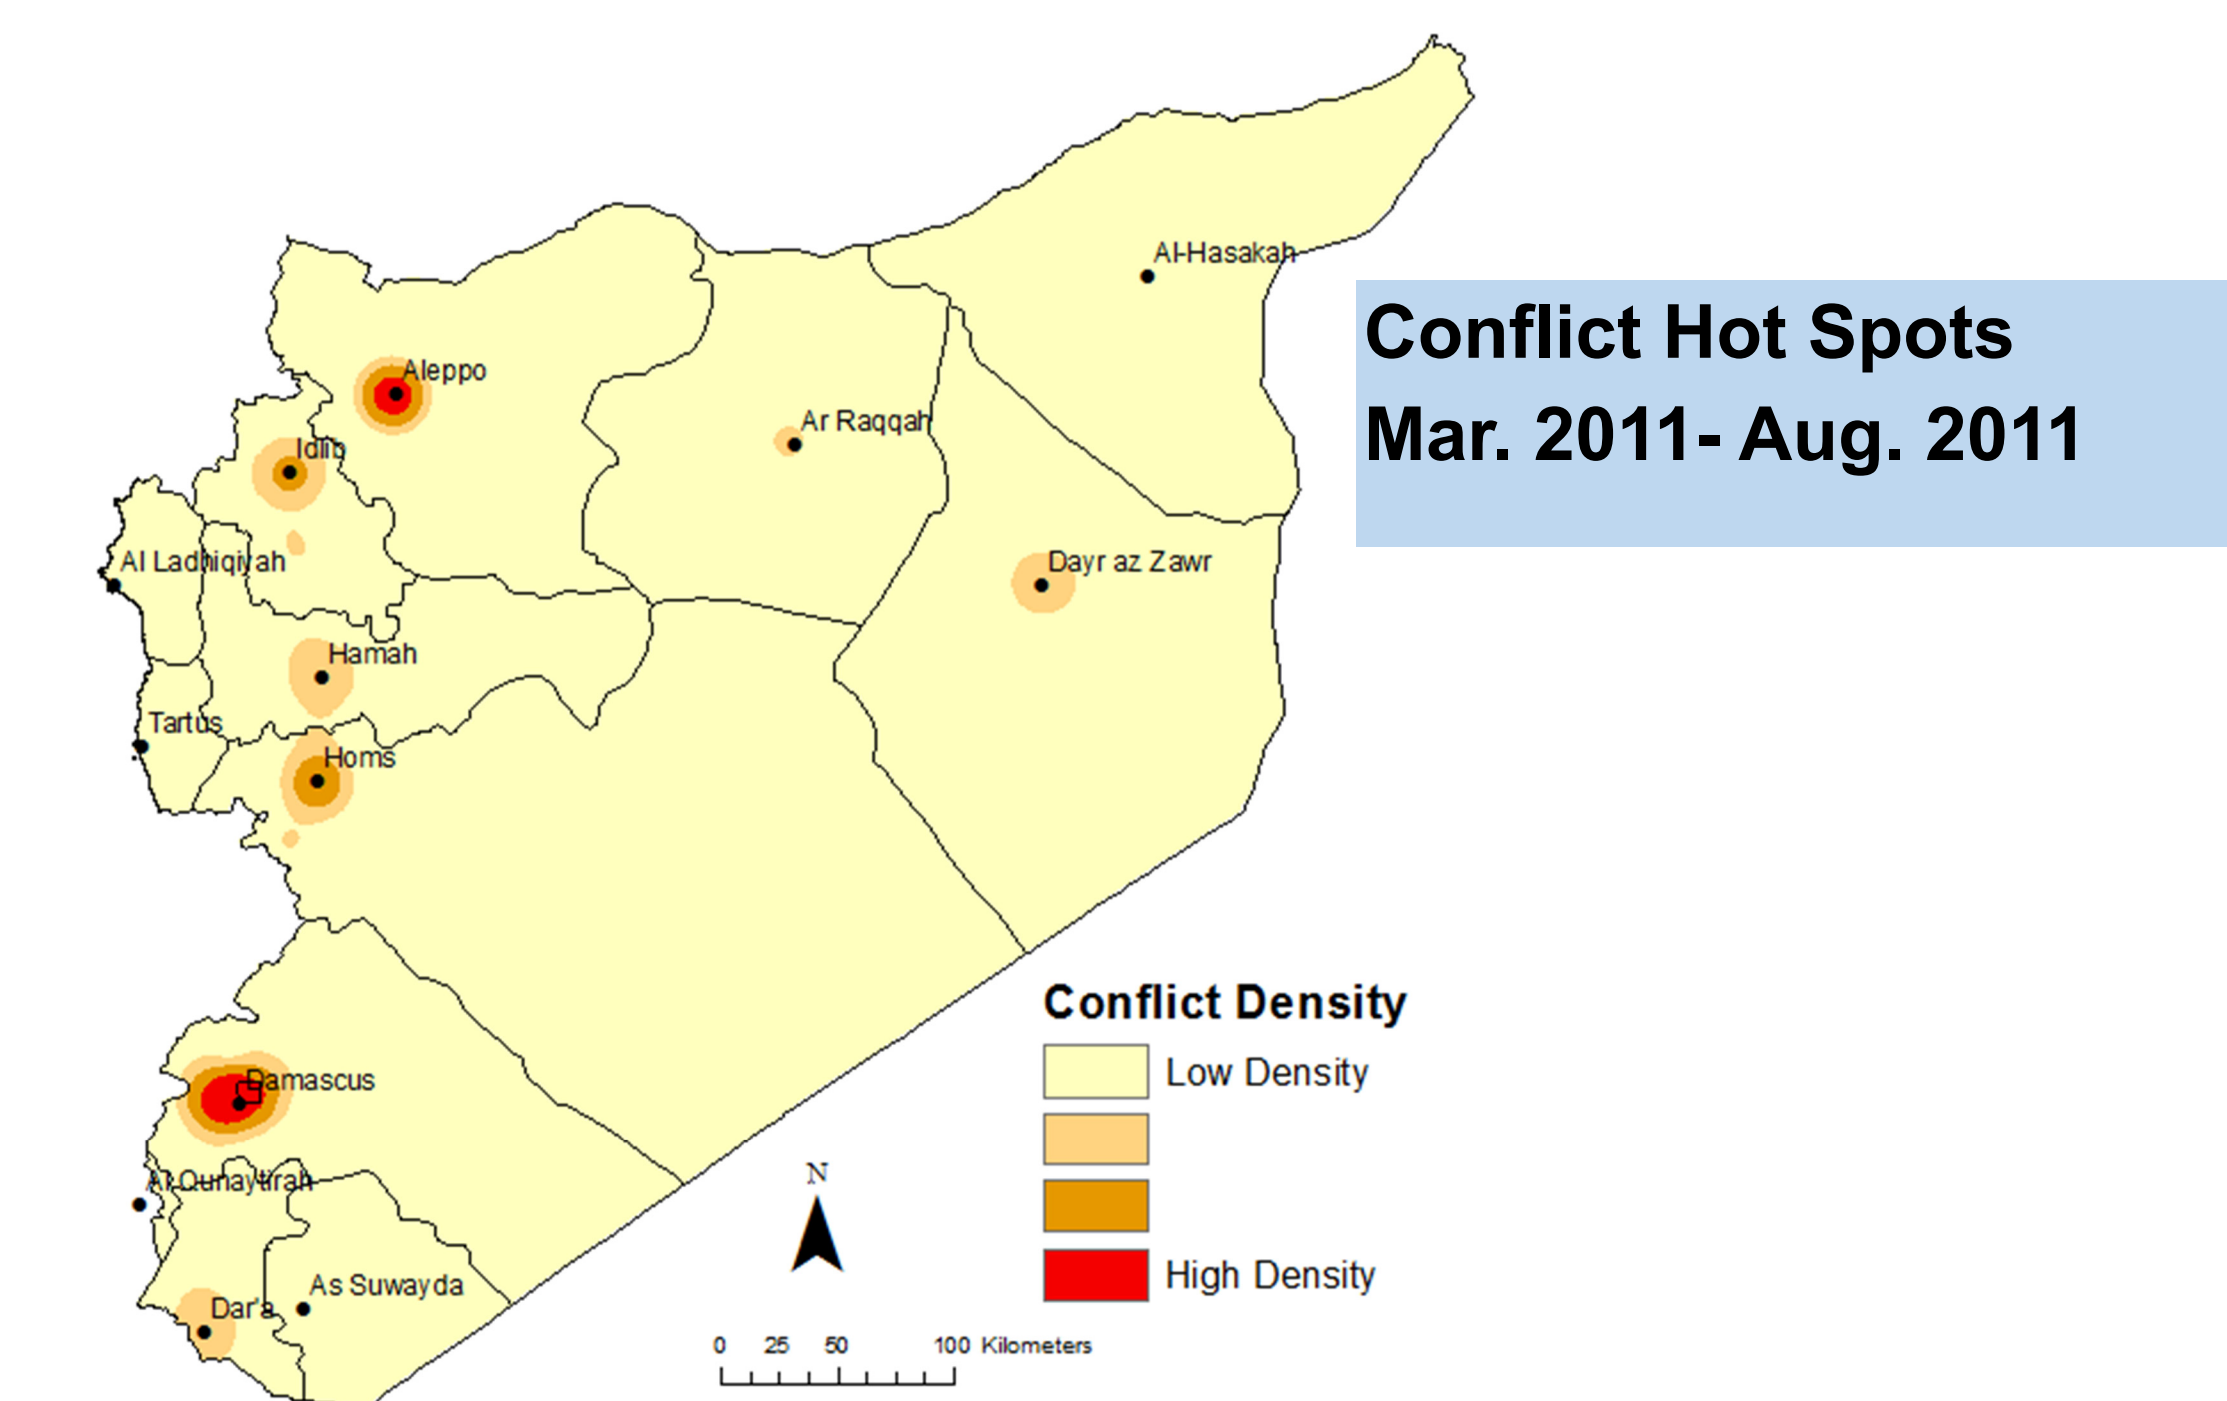 Al-Hasakah
Conflict Hot Spots
Mar. 2011- Aug. 2011
Aleppo
Ar Raqqah
Idlib
Al Ladhiqiyah
Dayr az Zawr
Hamah
Tartus
Homs
Conflict Density
Low Density
High Density
Damascus
Al Qunaytirah
N
As Suwayda
Dar'a
0 25 50 100 Kilometers